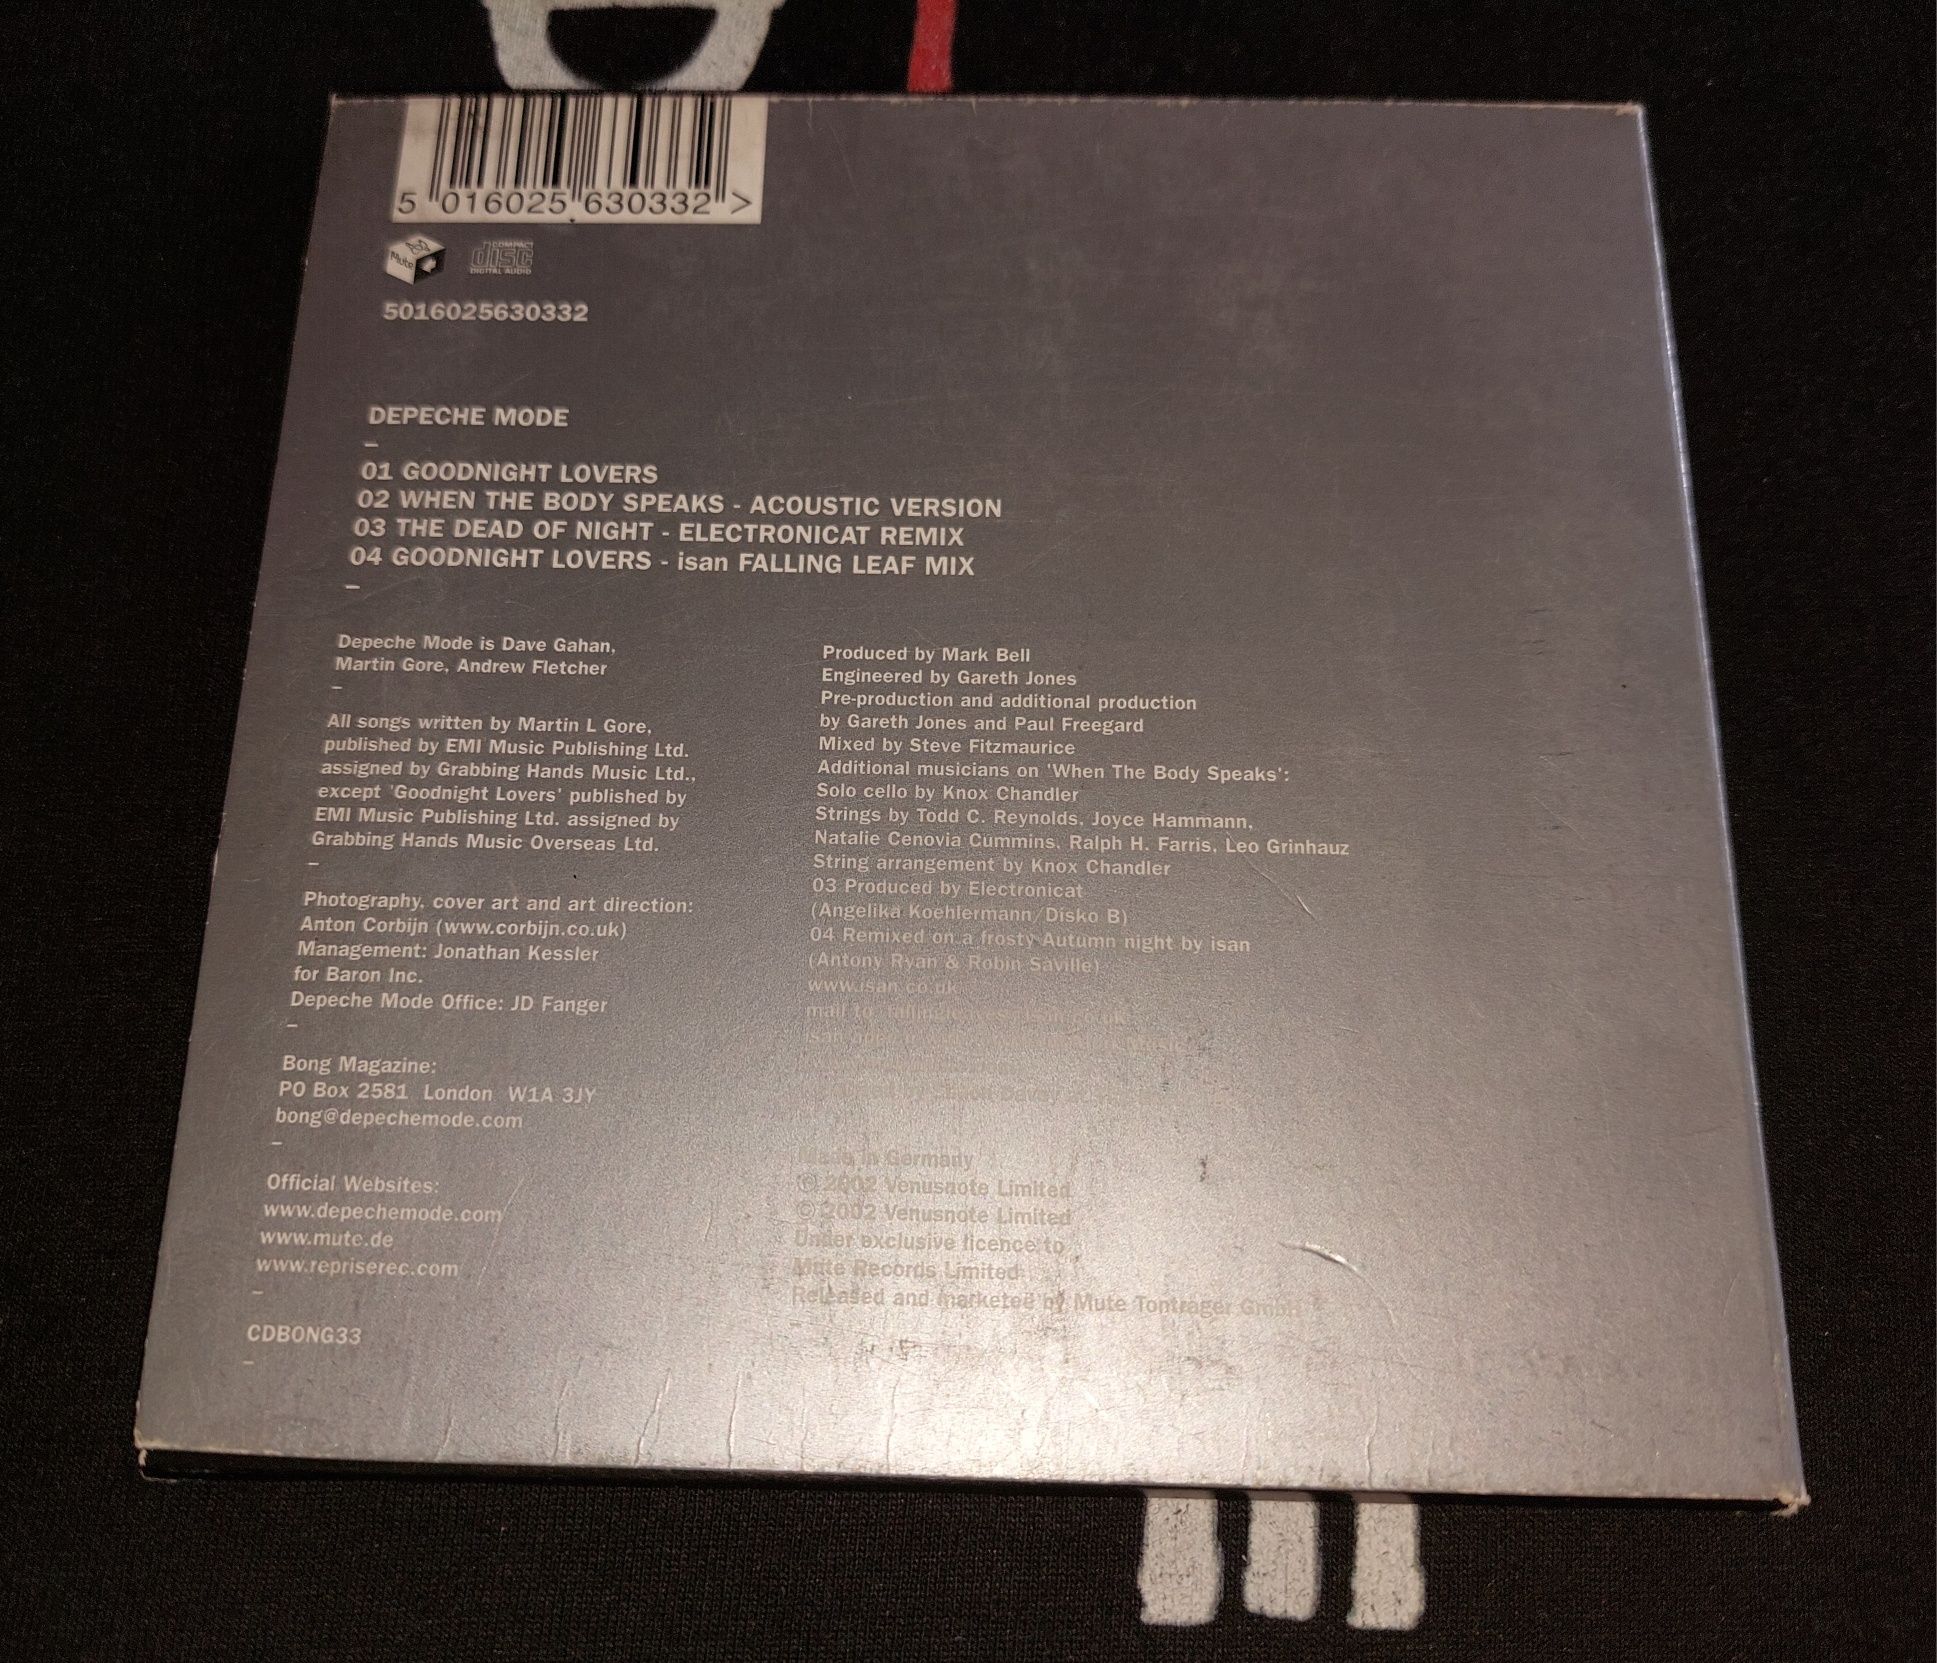 5 016025 630332 >
Mute
COMPACT
disc
DIGITAL AUDIO
5016025630332
DEPECHE MODE
–
01 GOODNIGHT LOVERS
02 WHEN THE BODY SPEAKS - ACOUSTIC VERSION
03 THE DEAD OF NIGHT - ELECTRONICAT REMIX
04 GOODNIGHT LOVERS - isan FALLING LEAF MIX
–
Depeche Mode is Dave Gahan,
Martin Gore, Andrew Fletcher
–
All songs written by Martin L Gore,
published by EMI Music Publishing Ltd.
assigned by Grabbing Hands Music Ltd.,
except 'Goodnight Lovers' published by
EMI Music Publishing Ltd. assigned by
Grabbing Hands Music Overseas Ltd.
–
Photography, cover art and art direction:
Anton Corbijn (www.corbijn.co.uk)
Management: Jonathan Kessler
for Baron Inc.
Depeche Mode Office: JD Fanger
–
Bong Magazine:
PO Box 2581 London W1A 3JY
bong@depechemode.com
–
Official Websites:
www.depechemode.com
www.mute.de
www.repriserec.com
–
CDBONG33
–
Produced by Mark Bell
Engineered by Gareth Jones
Pre-production and additional production
by Gareth Jones and Paul Freegard
Mixed by Steve Fitzmaurice
Additional musicians on 'When The Body Speaks':
Solo cello by Knox Chandler
Strings by Todd C. Reynolds, Joyce Hammann,
Natalie Cenovia Cummins, Ralph H. Farris, Leo Grinhauz
String arrangement by Knox Chandler
03 Produced by Electronicat
(Angelika Koehlermann/Disko B)
04 Remixed on a frosty Autumn night by isan
(Antony Ryan & Robin Saville)
www.isan.co.uk
mail to
isan
Made in Germany
℗ 2002 Venusnote Limited
© 2002 Venusnote Limited
Under exclusive licence to
Mute Records Limited
Released and marketed by Mute Tonträger GmbH